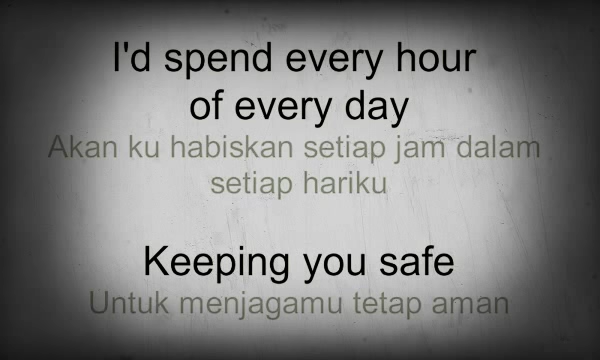 I'd spend every hour
of every day
Akan ku habiskan setiap jam dalam
setiap hariku
Keeping you safe
Untuk menjagamu tetap aman